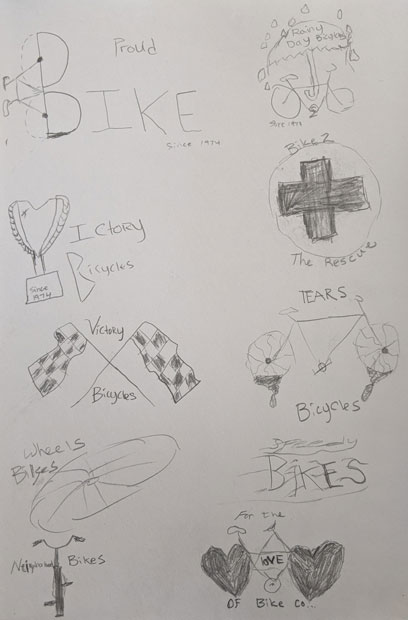 Proud
BIKE
Since 1974
Rainy
Day Bicycles
Since 1974
Bike 2
The Rescue
Victory
Bicycles
Since
1974
TEARS
Bicycles
Victory
Bicycles
Wheels
Bikes
Speedy
BIKES
Bikes
For the
LOVE
OF Bike Co...